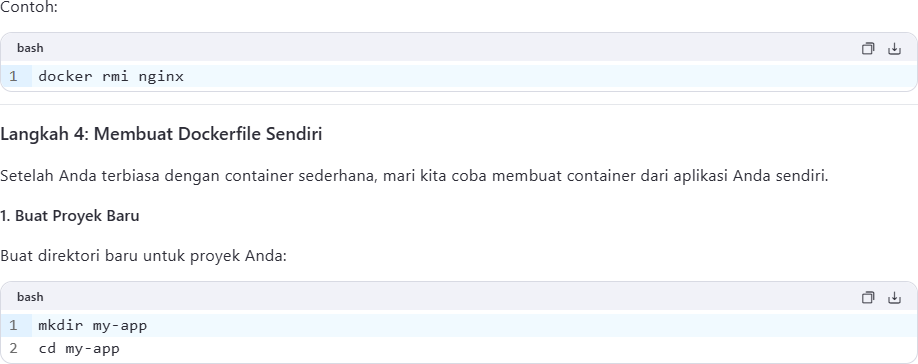 Contoh:
bash
1 docker rmi nginx
Langkah 4: Membuat Dockerfile Sendiri
Setelah Anda terbiasa dengan container sederhana, mari kita coba membuat container dari aplikasi Anda sendiri.
1. Buat Proyek Baru
Buat direktori baru untuk proyek Anda:
bash
1 mkdir my-app
2 cd my-app